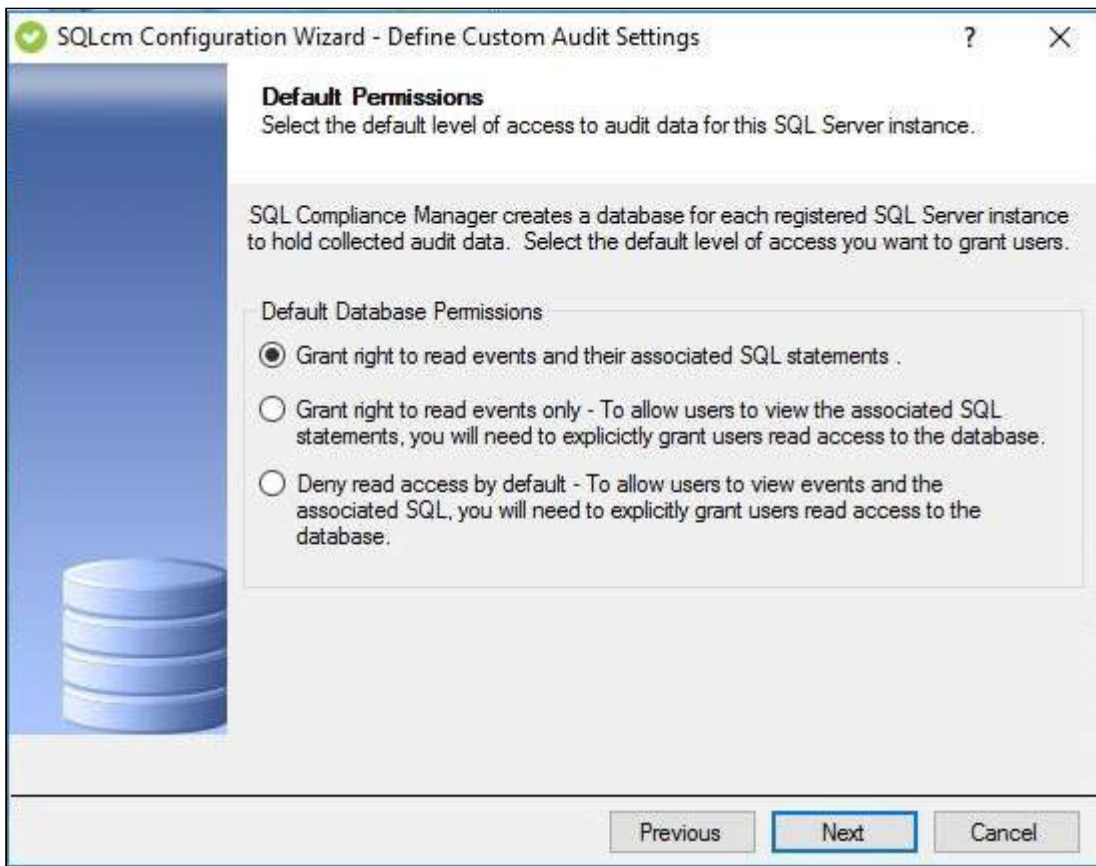 SQLcm Configuration Wizard - Define Custom Audit Settings
?
Default Permissions
Select the default level of access to audit data for this SQL Server instance.
SQL Compliance Manager creates a database for each registered SQL Server instance
to hold collected audit data. Select the default level of access you want to grant users.
Default Database Permissions
Grant right to read events and their associated SQL statements .
Grant right to read events only - To allow users to view the associated SQL
statements, you will need to explicictly grant users read access to the database.
Deny read access by default - To allow users to view events and the
associated SQL, you will need to explicitly grant users read access to the
database.
Previous
Next
Cancel